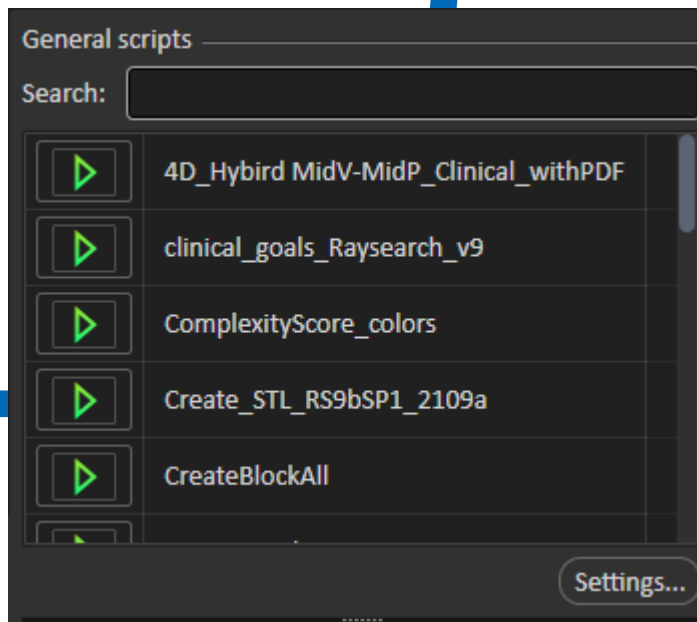 General scripts
Search:
4D_Hybird MidV-MidP_Clinical_withPDF
clinical_goals_Raysearch_v9
ComplexityScore_colors
Create_STL_RS9bSP1_2109a
CreateBlockAll
Settings...